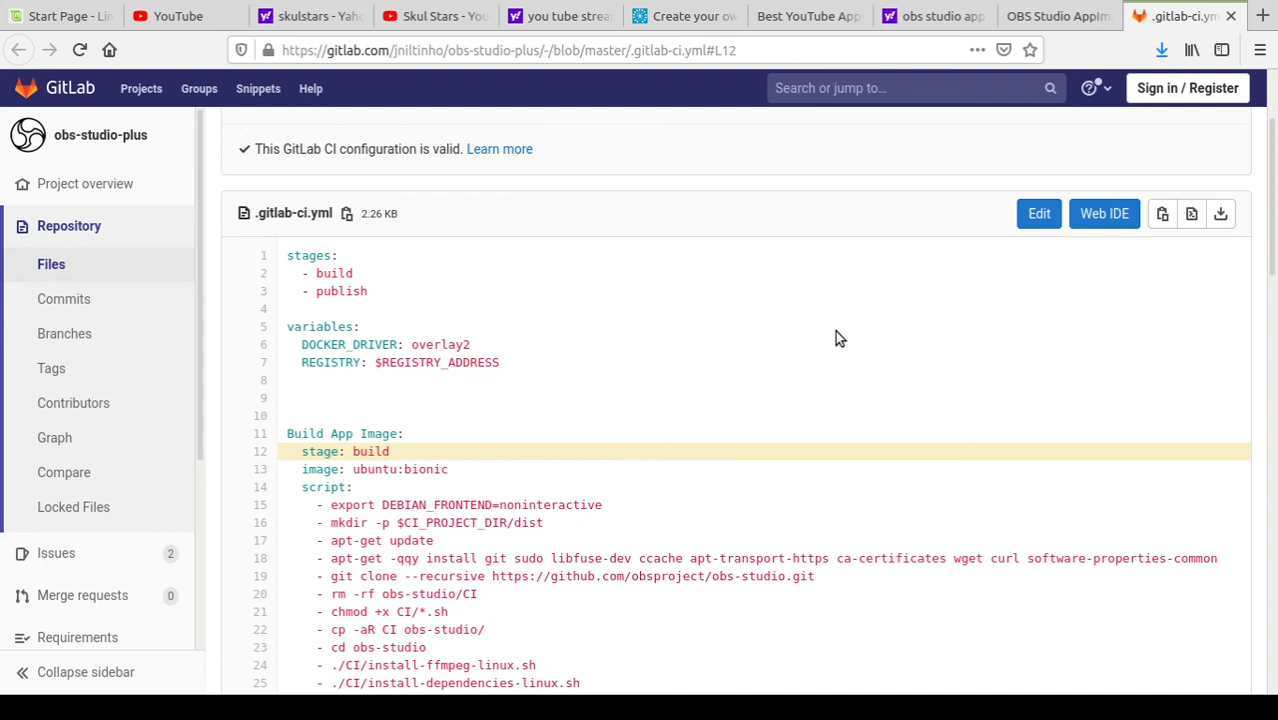 Start Page - Lin
YouTube
skulstars - Yaho
Skul Stars - You
you tube strea
Create your ow
Best YouTube App
obs studio app
OBS Studio AppIma
.gitlab-ci.yml
https://gitlab.com/jniltinho/obs-studio-plus/-/blob/master/.gitlab-ci.yml#L12
GitLab
Projects
Groups
Snippets
Help
Search or jump to…
Sign in / Register
obs-studio-plus
Project overview
Repository
Files
Commits
Branches
Tags
Contributors
Graph
Compare
Locked Files
Issues 2
Merge requests 0
Requirements
Collapse sidebar
This GitLab CI configuration is valid. Learn more
.gitlab-ci.yml 2.26 KB
Edit
Web IDE
1 stages:
2 - build
3 - publish
4
5 variables:
6 DOCKER_DRIVER: overlay2
7 REGISTRY: $REGISTRY_ADDRESS
8
9
10
11 Build App Image:
12 stage: build
13 image: ubuntu:bionic
14 script:
15 - export DEBIAN_FRONTEND=noninteractive
16 - mkdir -p $CI_PROJECT_DIR/dist
17 - apt-get update
18 - apt-get -qqy install git sudo libfuse-dev ccache apt-transport-https ca-certificates wget curl software-properties-common
19 - git clone --recursive https://github.com/obsproject/obs-studio.git
20 - rm -rf obs-studio/CI
21 - chmod +x CI/*.sh
22 - cp -aR CI obs-studio/
23 - cd obs-studio
24 - ./CI/install-ffmpeg-linux.sh
25 - ./CI/install-dependencies-linux.sh